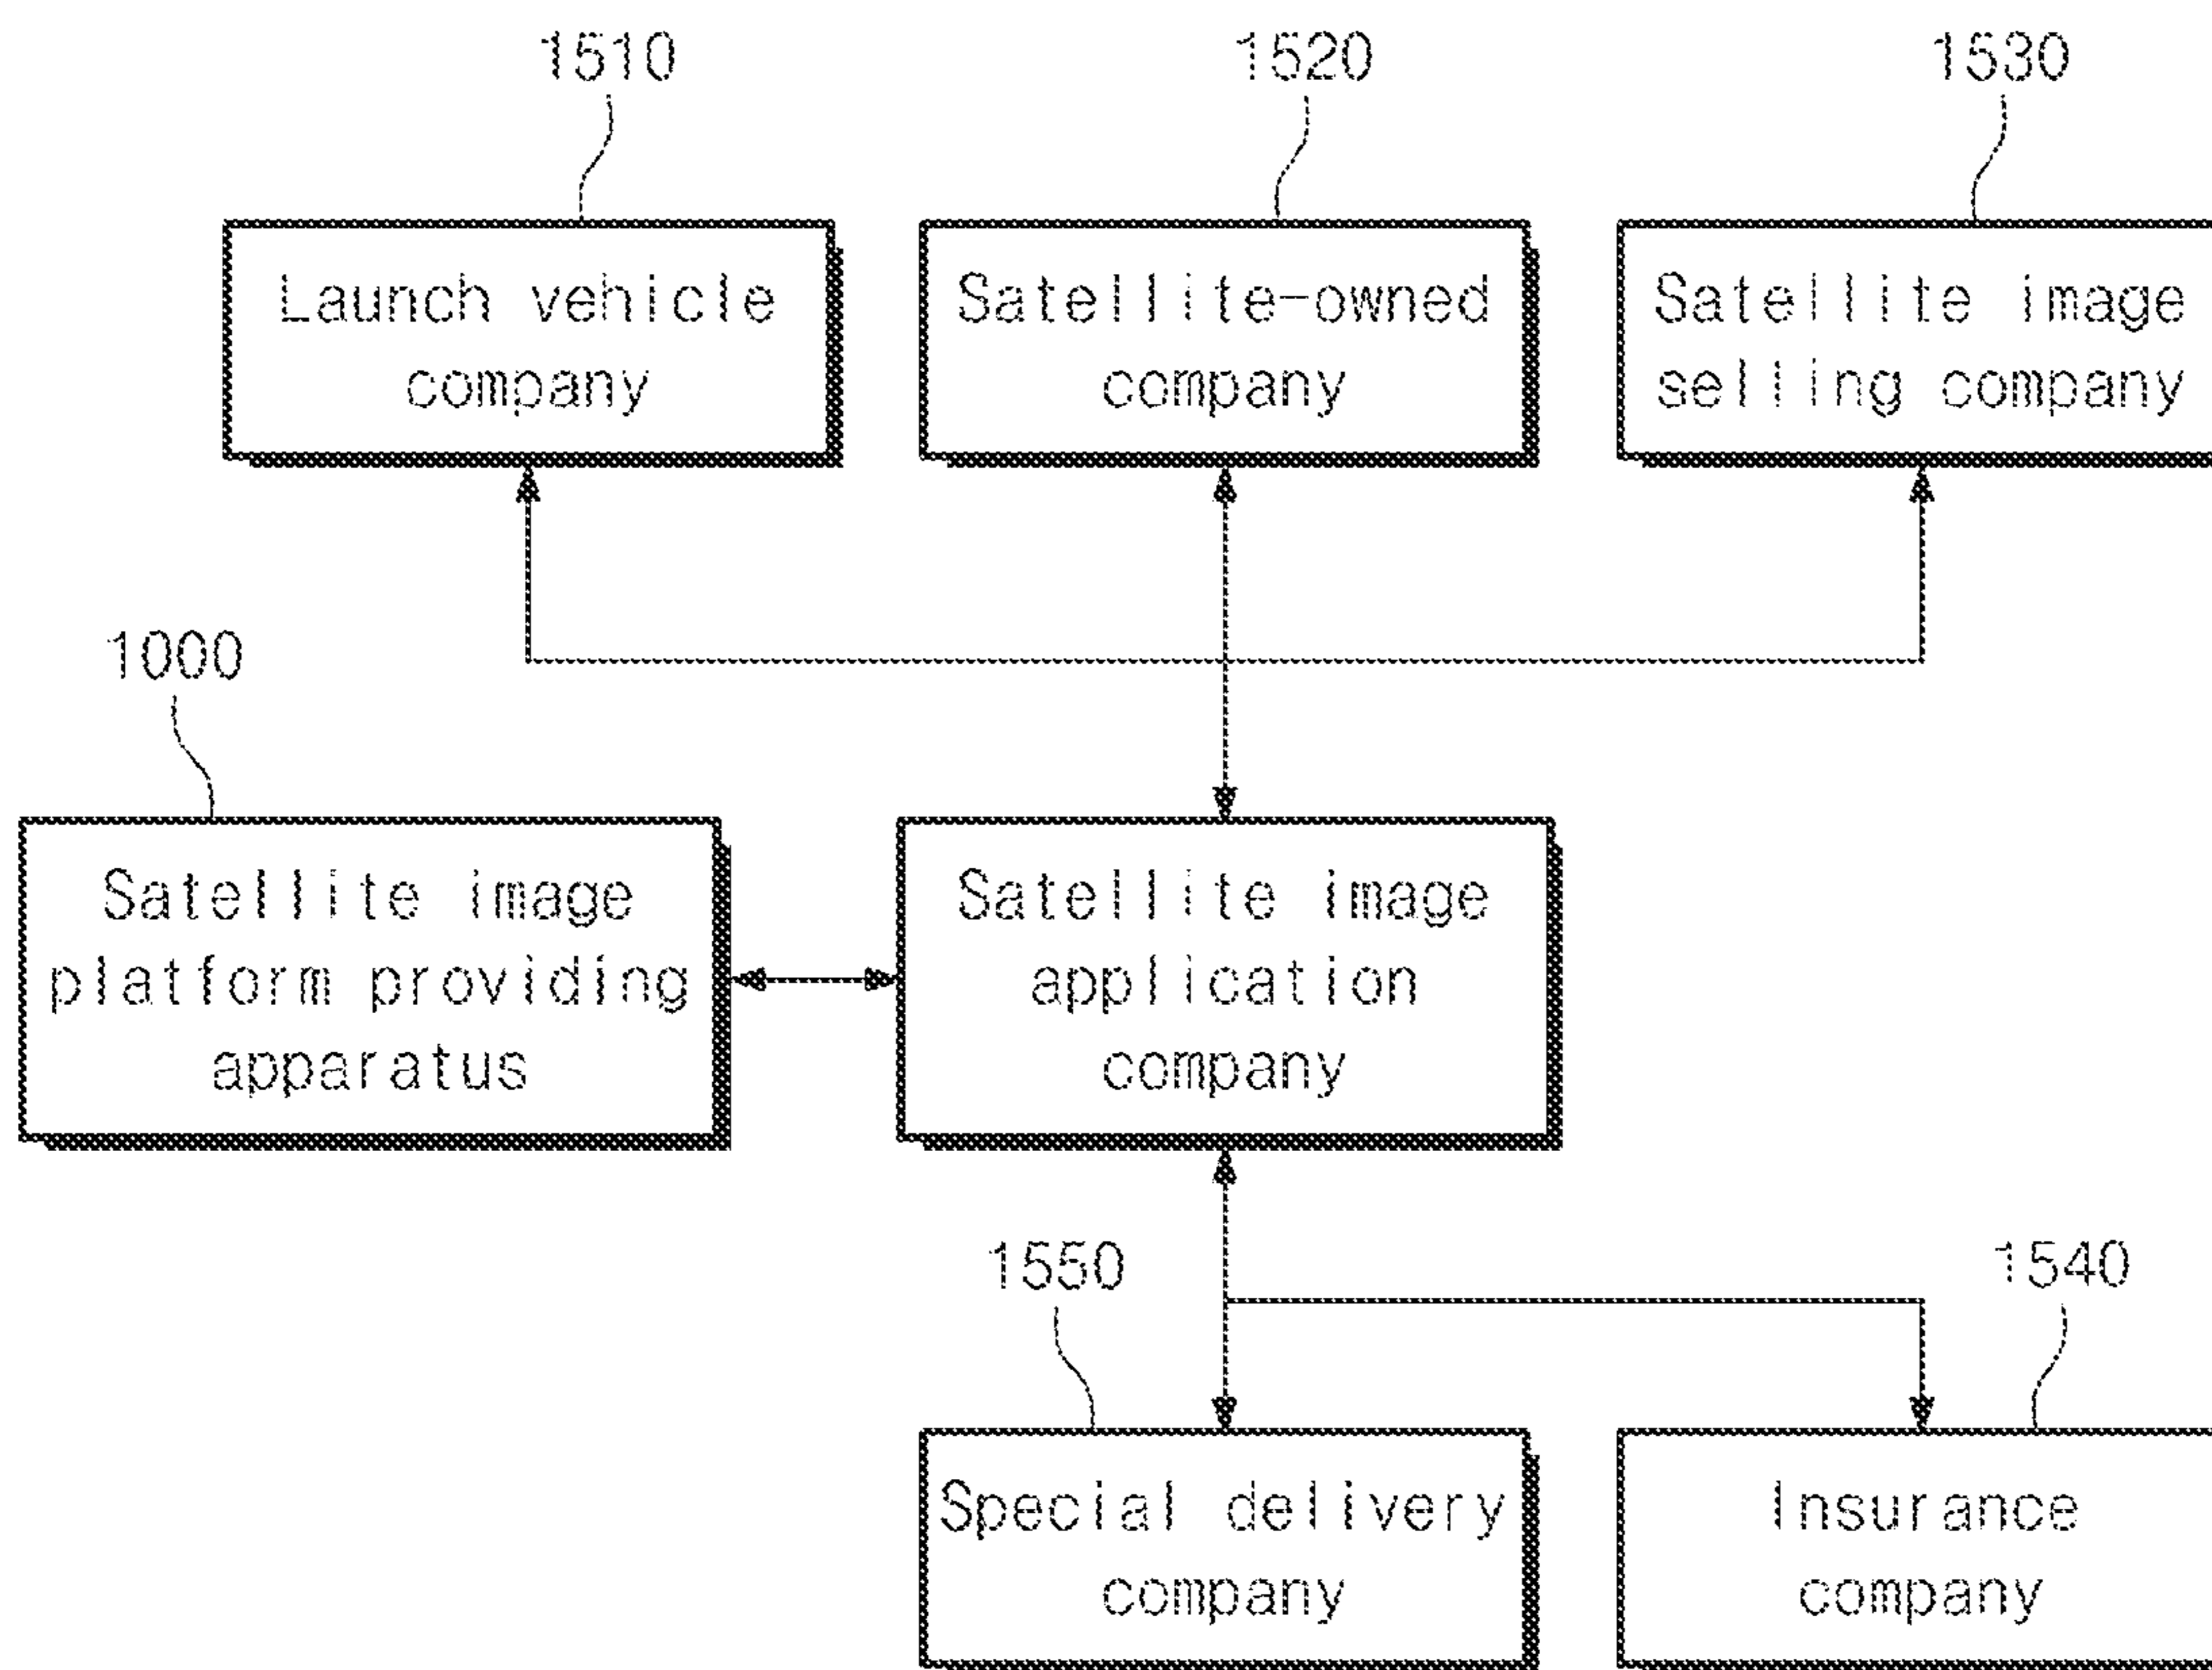 1510
1520
1530
Launch vehicle
company
Satellite-owned
company
Satellite image
selling company
1000
Satellite image
platform providing
apparatus
Satellite image
application
company
1550
1540
Special delivery
company
Insurance
company